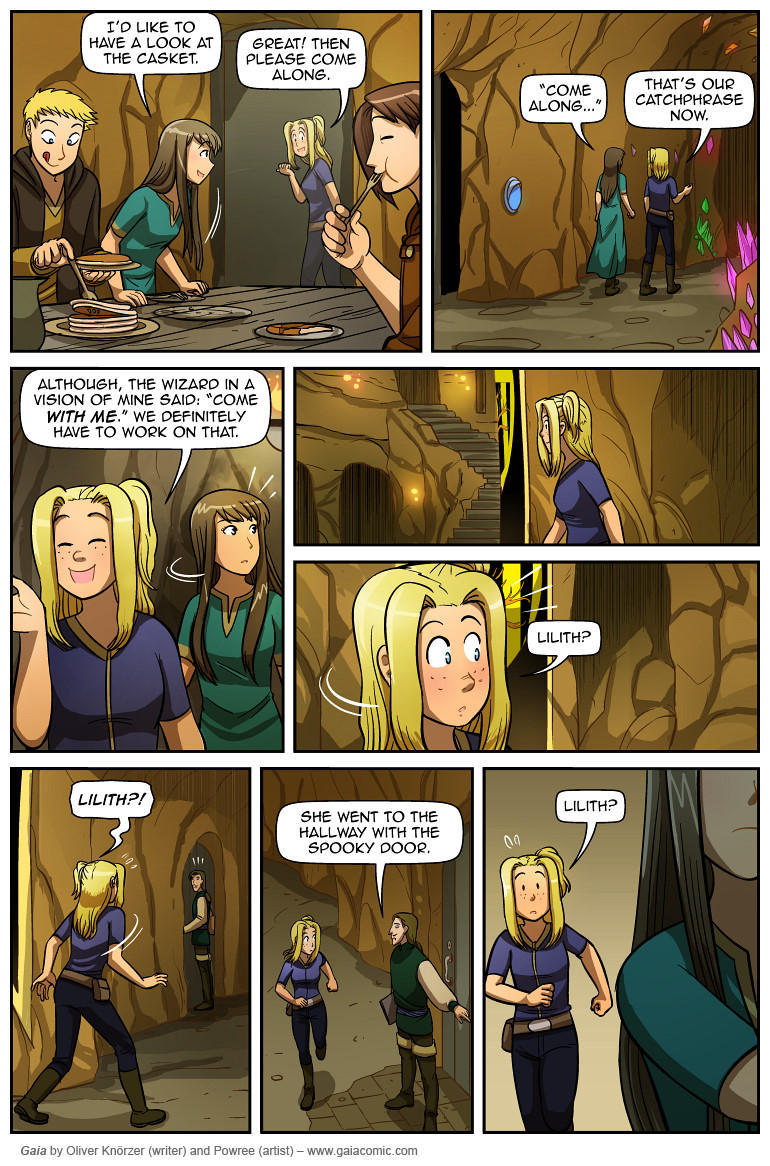 I'D LIKE TO
HAVE A LOOK AT
THE CASKET.
GREAT! THEN
PLEASE COME
ALONG.
"COME
ALONG..."
THAT'S OUR
CATCHPHRASE
NOW.
ALTHOUGH, THE WIZARD IN A
VISION OF MINE SAID: "COME
WITH ME." WE DEFINITELY
HAVE TO WORK ON THAT.
LILITH?
LILITH?!
SHE WENT TO THE
HALLWAY WITH THE
SPOOKY DOOR.
LILITH?
Gaia by Oliver Knörzer (writer) and Powree (artist) – www.gaiacomic.com